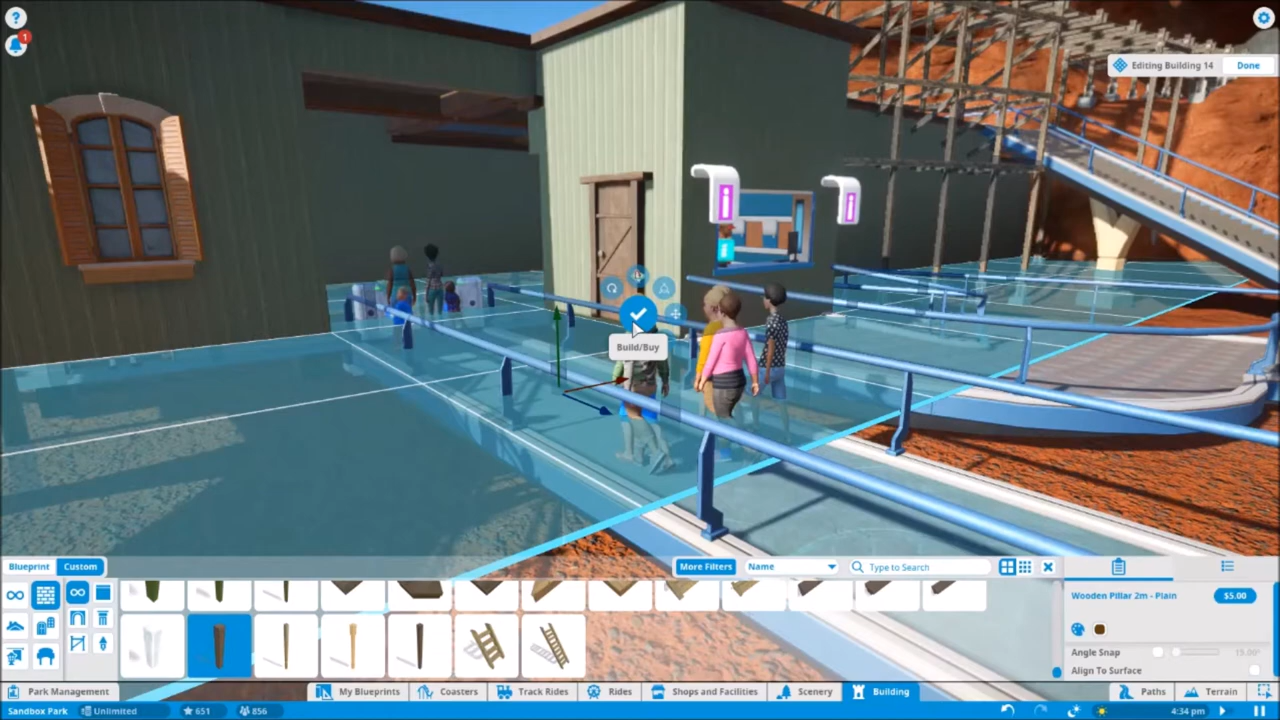 ?
1
Editing Building 14 Done
Build/Buy
Blueprint Custom
More Filters Name Type to Search
Wooden Pillar 2m - Plain $5.00
Angle Snap 15.00°
Align To Surface
Park Management My Blueprints Coasters Track Rides Rides Shops and Facilities Scenery Building Paths Terrain
Sandbox Park Unlimited 651 856 4:34 pm